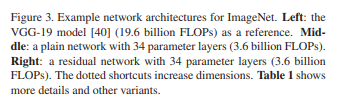 Figure 3. Example network architectures for ImageNet. Left: the
VGG-19 model [40] (19.6 billion FLOPs) as a reference. Mid-
dle: a plain network with 34 parameter layers (3.6 billion FLOPs).
Right: a residual network with 34 parameter layers (3.6 billion
FLOPs). The dotted shortcuts increase dimensions. Table 1 shows
more details and other variants.